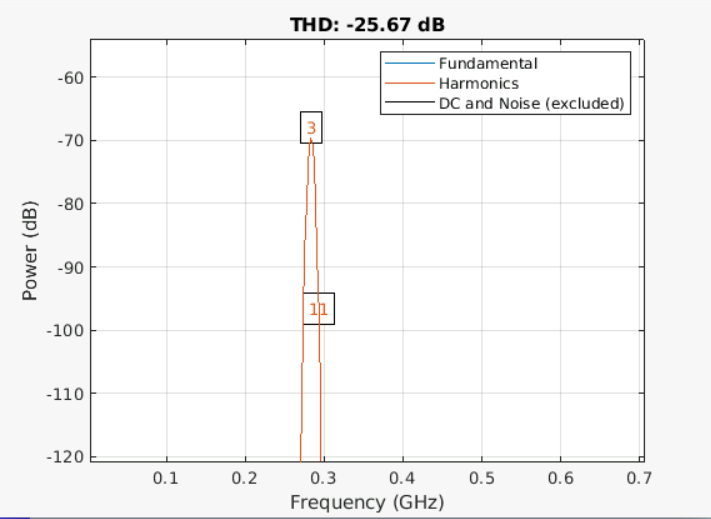 THD: -25.67 dB
Fundamental
Harmonics
DC and Noise (excluded)
-60
-70
-80
-90
-100
-110
-120
3
11
0.1 0.2 0.3 0.4 0.5 0.6 0.7
Power (dB)
Frequency (GHz)